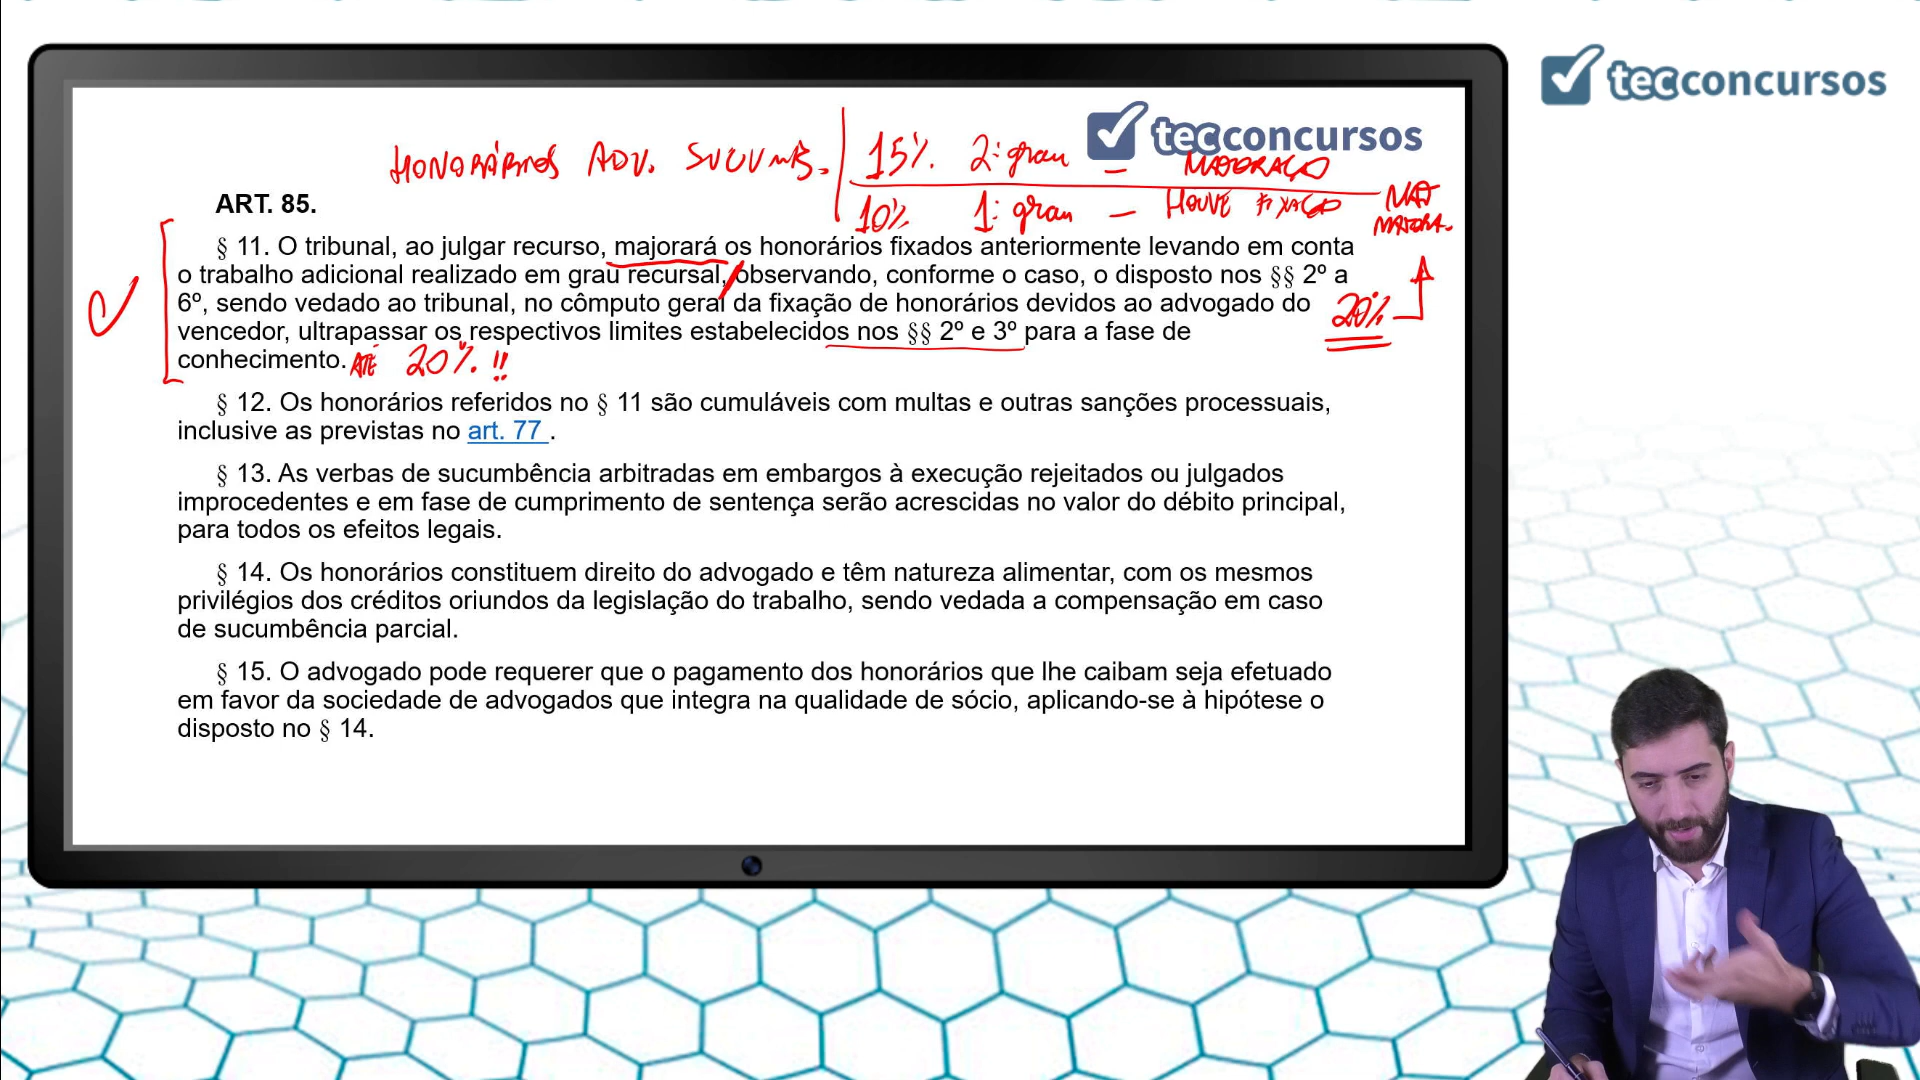 tecconcursos
tecconcursos
HONORÁRIOS ADV. SUCUMB. 15% 2º grau – MAJORAÇÃO
10% 1º grau – HOUVE FIXAÇÃO NÃO MAJORA.
ART. 85.
§ 11. O tribunal, ao julgar recurso, majorará os honorários fixados anteriormente levando em conta
o trabalho adicional realizado em grau recursal, observando, conforme o caso, o disposto nos §§ 2º a
6º, sendo vedado ao tribunal, no cômputo geral da fixação de honorários devidos ao advogado do
vencedor, ultrapassar os respectivos limites estabelecidos nos §§ 2º e 3º para a fase de
conhecimento. ATÉ 20% !!
20%
§ 12. Os honorários referidos no § 11 são cumuláveis com multas e outras sanções processuais,
inclusive as previstas no art. 77 .
§ 13. As verbas de sucumbência arbitradas em embargos à execução rejeitados ou julgados
improcedentes e em fase de cumprimento de sentença serão acrescidas no valor do débito principal,
para todos os efeitos legais.
§ 14. Os honorários constituem direito do advogado e têm natureza alimentar, com os mesmos
privilégios dos créditos oriundos da legislação do trabalho, sendo vedada a compensação em caso
de sucumbência parcial.
§ 15. O advogado pode requerer que o pagamento dos honorários que lhe caibam seja efetuado
em favor da sociedade de advogados que integra na qualidade de sócio, aplicando-se à hipótese o
disposto no § 14.